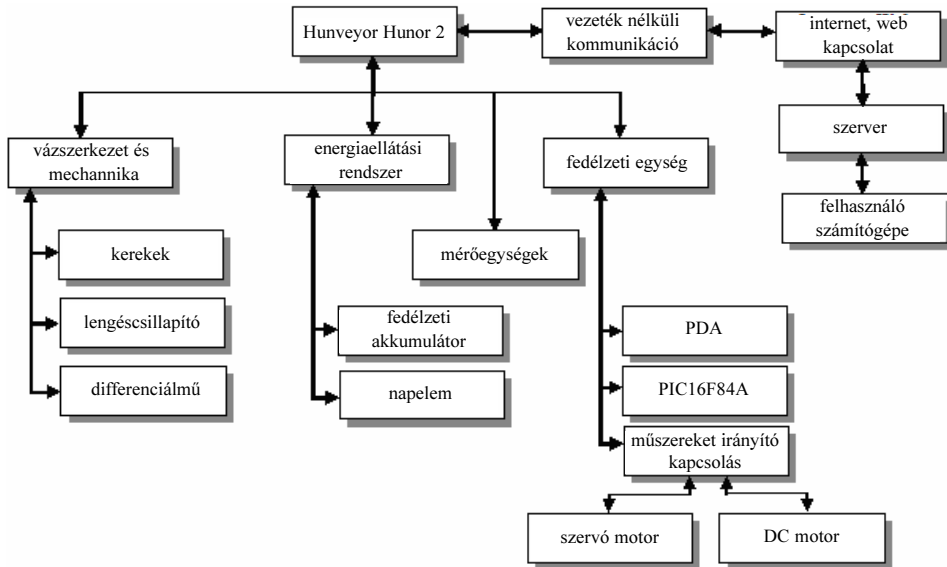 Hunveyor Hunor 2
vezeték nélküli
kommunikáció
internet, web
kapcsolat
szerver
felhasználó
számítógépe
vázszerkezet és
mechannika
energiaellátási
rendszer
fedélzeti egység
mérőegységek
kerekek
lengéscsillapító
differenciálmű
fedélzeti
akkumulátor
napelem
PDA
PIC16F84A
műszereket irányító
kapcsolás
szervó motor
DC motor